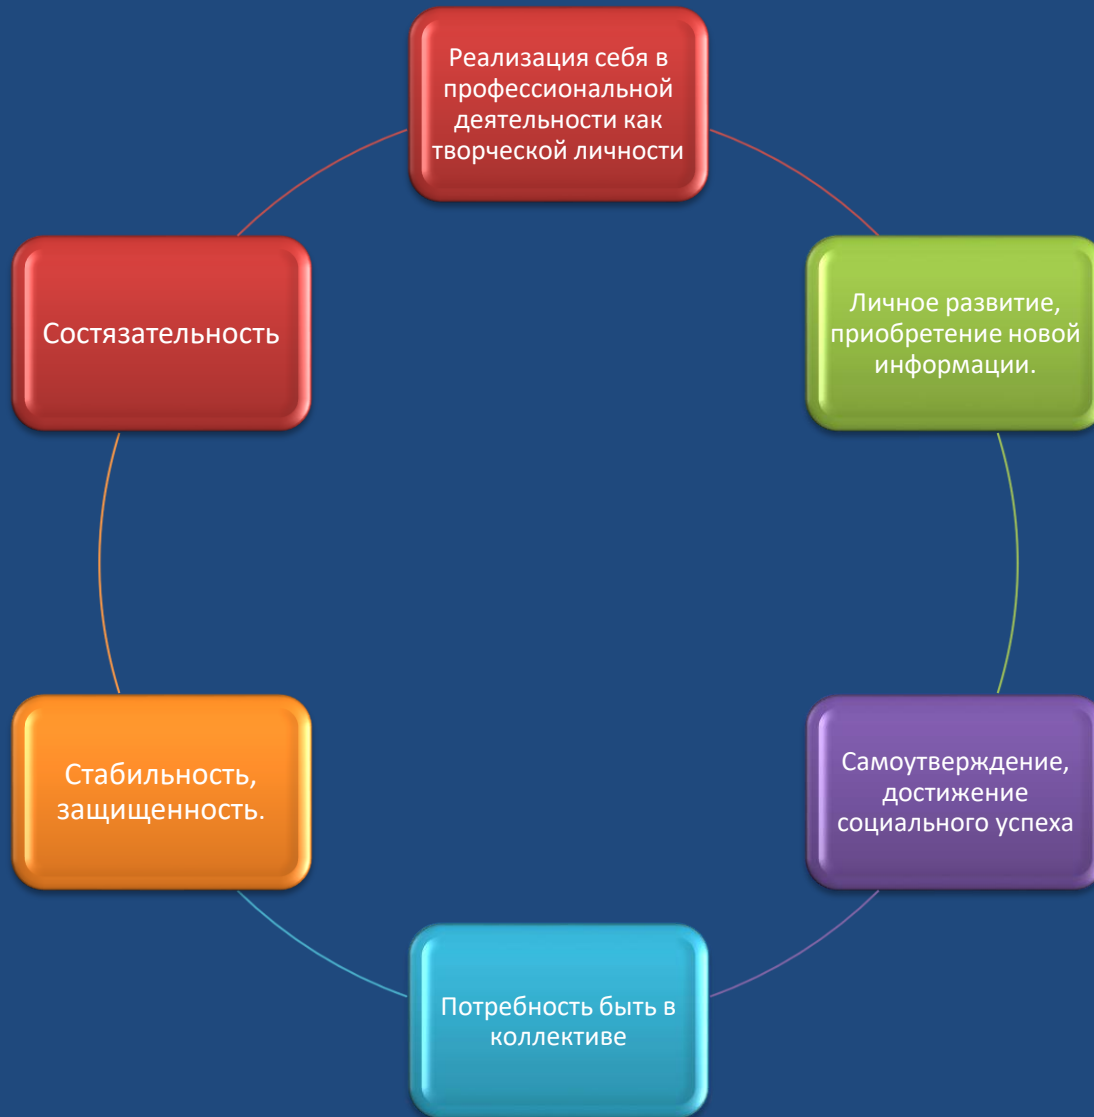 Реализация себя в
профессиональной
деятельности как
творческой личности
Личное развитие,
приобретение новой
информации.
Самоутверждение,
достижение
социального успеха
Потребность быть в
коллективе
Стабильность,
защищенность.
Состязательность